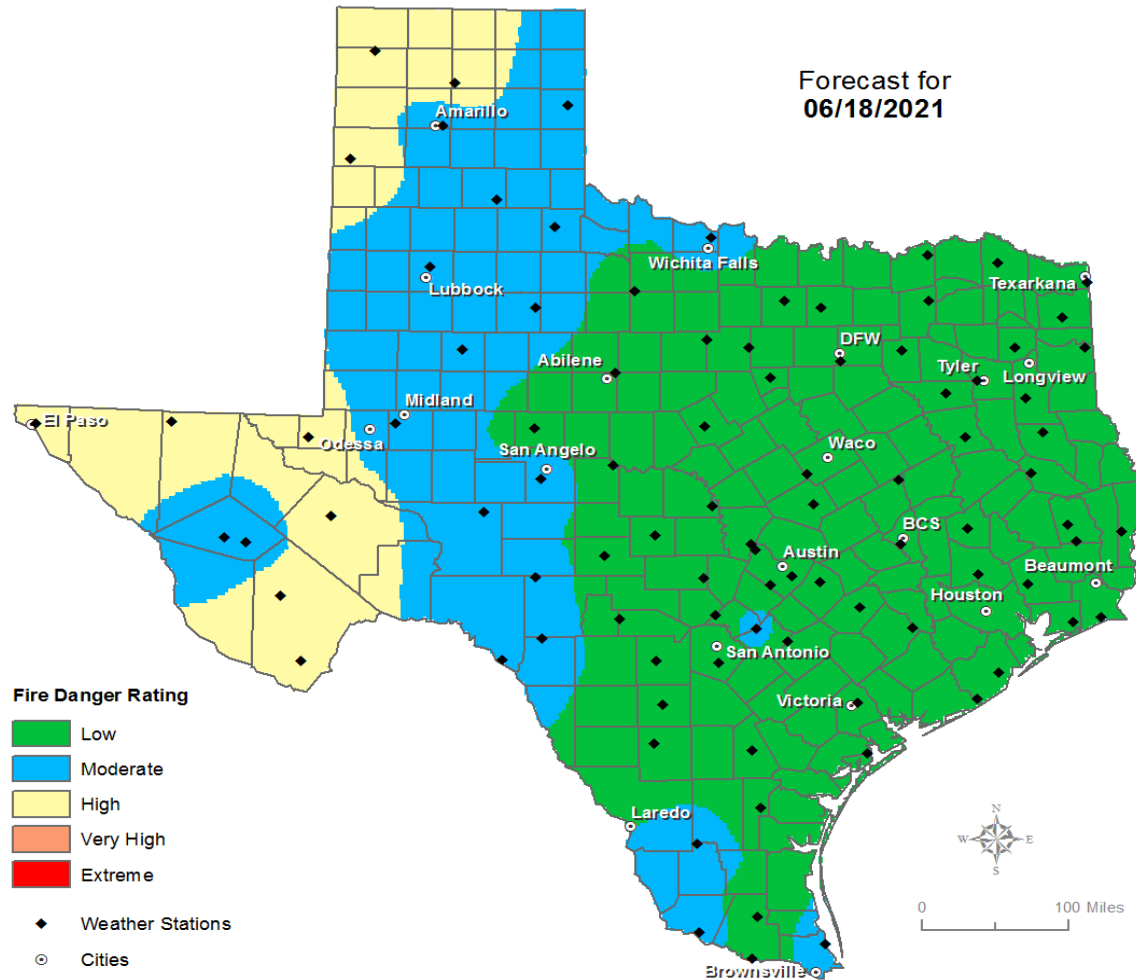 Forecast for
06/18/2021
Amarillo
Wichita Falls
Lubbock
Texarkana
DFW
Abilene
Tyler
Longview
El Paso
Midland
Odessa
San Angelo
Waco
BCS
Austin
Beaumont
Houston
San Antonio
Victoria
Laredo
Brownsville
Fire Danger Rating
Low
Moderate
High
Very High
Extreme
Weather Stations
Cities
N
W E
S
0 100 Miles